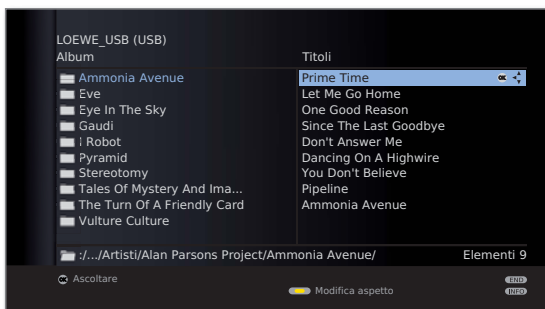 LOEWE_USB (USB)
Album Titoli
Ammonia Avenue Prime Time OK
Eve Let Me Go Home
Eye In The Sky One Good Reason
Gaudi Since The Last Goodbye
I Robot Don't Answer Me
Pyramid Dancing On A Highwire
Stereotomy You Don't Believe
Tales Of Mystery And Ima... Pipeline
The Turn Of A Friendly Card Ammonia Avenue
Vulture Culture
:/.../Artisti/Alan Parsons Project/Ammonia Avenue/ Elementi 9
OK Ascoltare END
Modifica aspetto INFO